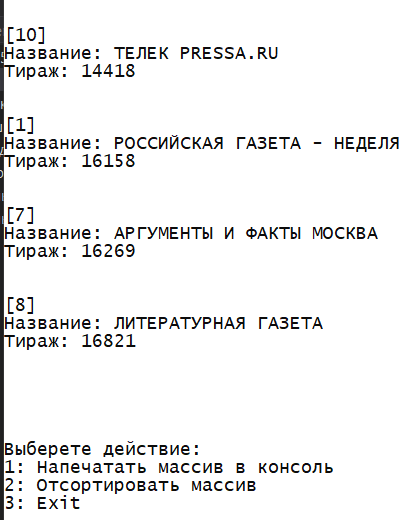 [10]
Название: ТЕЛЕК PRESSA.RU
Тираж: 14418
[1]
Название: РОССИЙСКАЯ ГАЗЕТА - НЕДЕЛЯ
Тираж: 16158
[7]
Название: АРГУМЕНТЫ И ФАКТЫ МОСКВА
Тираж: 16269
[8]
Название: ЛИТЕРАТУРНАЯ ГАЗЕТА
Тираж: 16821
Выберете действие:
1: Напечатать массив в консоль
2: Отсортировать массив
3: Exit